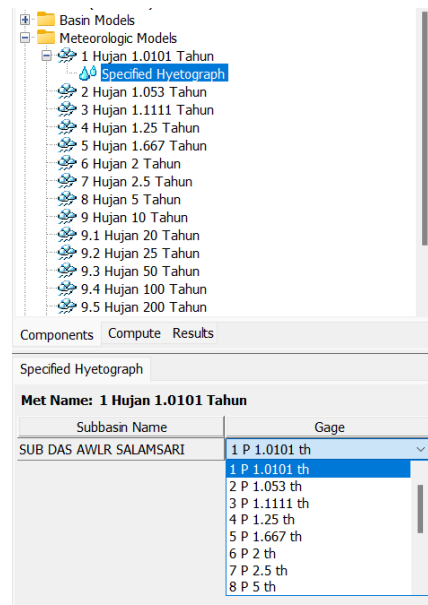 Basin Models
Meteorologic Models
1 Hujan 1.0101 Tahun
Specified Hyetograph
2 Hujan 1.053 Tahun
3 Hujan 1.1111 Tahun
4 Hujan 1.25 Tahun
5 Hujan 1.667 Tahun
6 Hujan 2 Tahun
7 Hujan 2.5 Tahun
8 Hujan 5 Tahun
9 Hujan 10 Tahun
9.1 Hujan 20 Tahun
9.2 Hujan 25 Tahun
9.3 Hujan 50 Tahun
9.4 Hujan 100 Tahun
9.5 Hujan 200 Tahun
Components Compute Results
Specified Hyetograph
Met Name: 1 Hujan 1.0101 Tahun
Subbasin Name Gage
SUB DAS AWLR SALAMSARI 1 P 1.0101 th
1 P 1.0101 th
2 P 1.053 th
3 P 1.1111 th
4 P 1.25 th
5 P 1.667 th
6 P 2 th
7 P 2.5 th
8 P 5 th